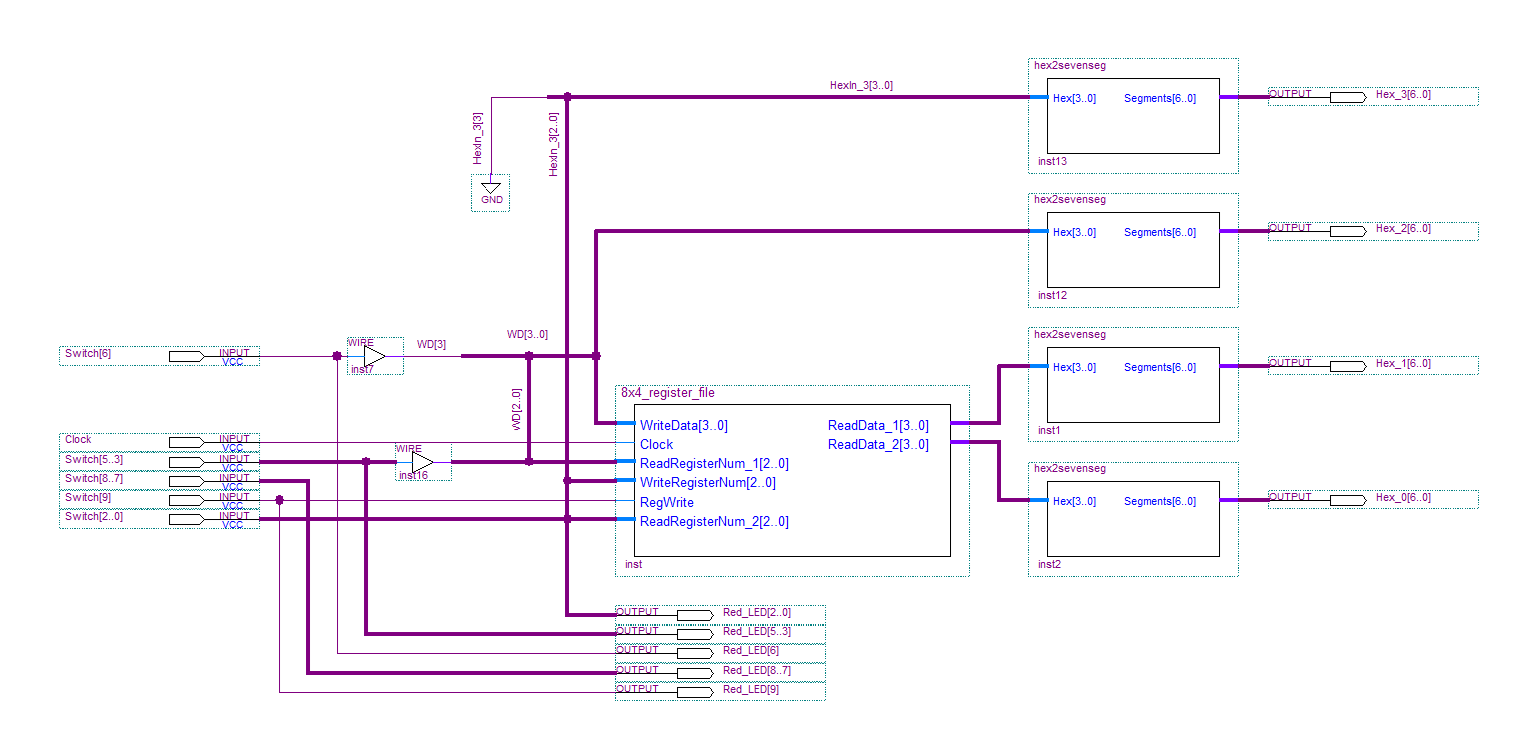 hex2sevenseg
HexIn_3[3..0]
Hex[3..0]
Segments[6..0]
OUTPUT
Hex_3[6..0]
inst13
HexIn_3[3]
HexIn_3[2..0]
GND
hex2sevenseg
Hex[3..0]
Segments[6..0]
OUTPUT
Hex_2[6..0]
inst12
Switch[6]
INPUT
VCC
WIRE
inst7
WD[3]
WD[3..0]
WD[2..0]
hex2sevenseg
Hex[3..0]
Segments[6..0]
OUTPUT
Hex_1[6..0]
inst1
8x4_register_file
WriteData[3..0]
ReadData_1[3..0]
Clock
ReadData_2[3..0]
ReadRegisterNum_1[2..0]
WriteRegisterNum[2..0]
RegWrite
ReadRegisterNum_2[2..0]
inst
Clock
INPUT
VCC
Switch[5..3]
INPUT
VCC
Switch[8..7]
INPUT
VCC
Switch[9]
INPUT
VCC
Switch[2..0]
INPUT
VCC
WIRE
inst16
hex2sevenseg
Hex[3..0]
Segments[6..0]
OUTPUT
Hex_0[6..0]
inst2
OUTPUT
Red_LED[2..0]
OUTPUT
Red_LED[5..3]
OUTPUT
Red_LED[6]
OUTPUT
Red_LED[8..7]
OUTPUT
Red_LED[9]